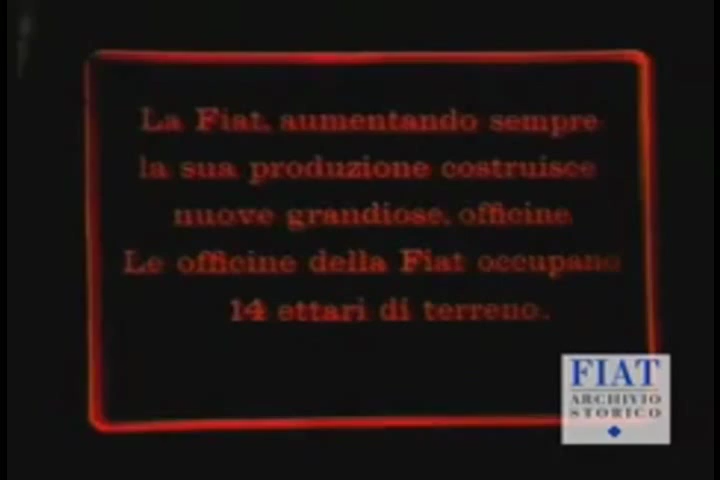 La Fiat, aumentando sempre
la sua produzione costruisce
nuove grandiose, officine
Le officine della Fiat occupano
14 ettari di terreno.
FIAT
ARCHIVIO
STORICO